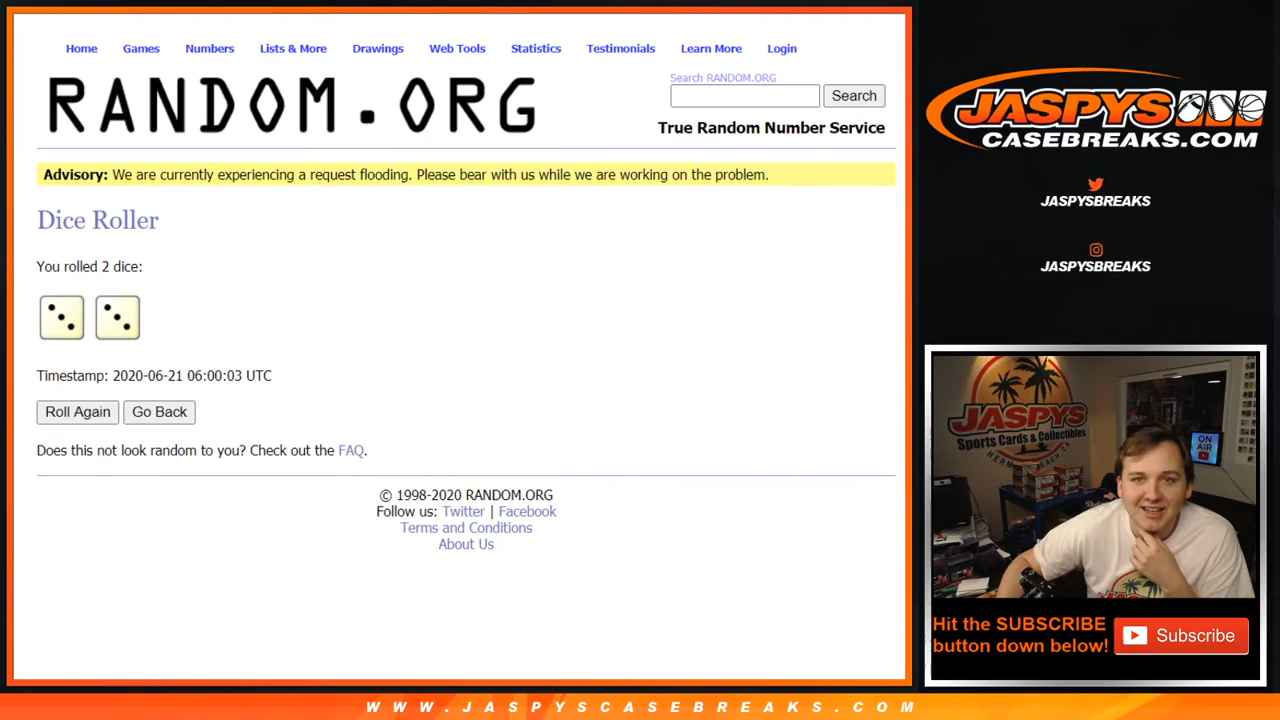 Home Games Numbers Lists & More Drawings Web Tools Statistics Testimonials Learn More Login
RANDOM.ORG
Search RANDOM.ORG
Search
True Random Number Service
Advisory: We are currently experiencing a request flooding. Please bear with us while we are working on the problem.
Dice Roller
You rolled 2 dice:
Timestamp: 2020-06-21 06:00:03 UTC
Roll Again Go Back
Does this not look random to you? Check out the FAQ.
© 1998-2020 RANDOM.ORG
Follow us: Twitter | Facebook
Terms and Conditions
About Us
JASPYS
CASEBREAKS.COM
JASPYSBREAKS
JASPYSBREAKS
JASPYS
Sports Cards & Collectibles
ON
AIR
Hit the SUBSCRIBE
button down below!
Subscribe
WWW.JASPYSCASEBREAKS.COM